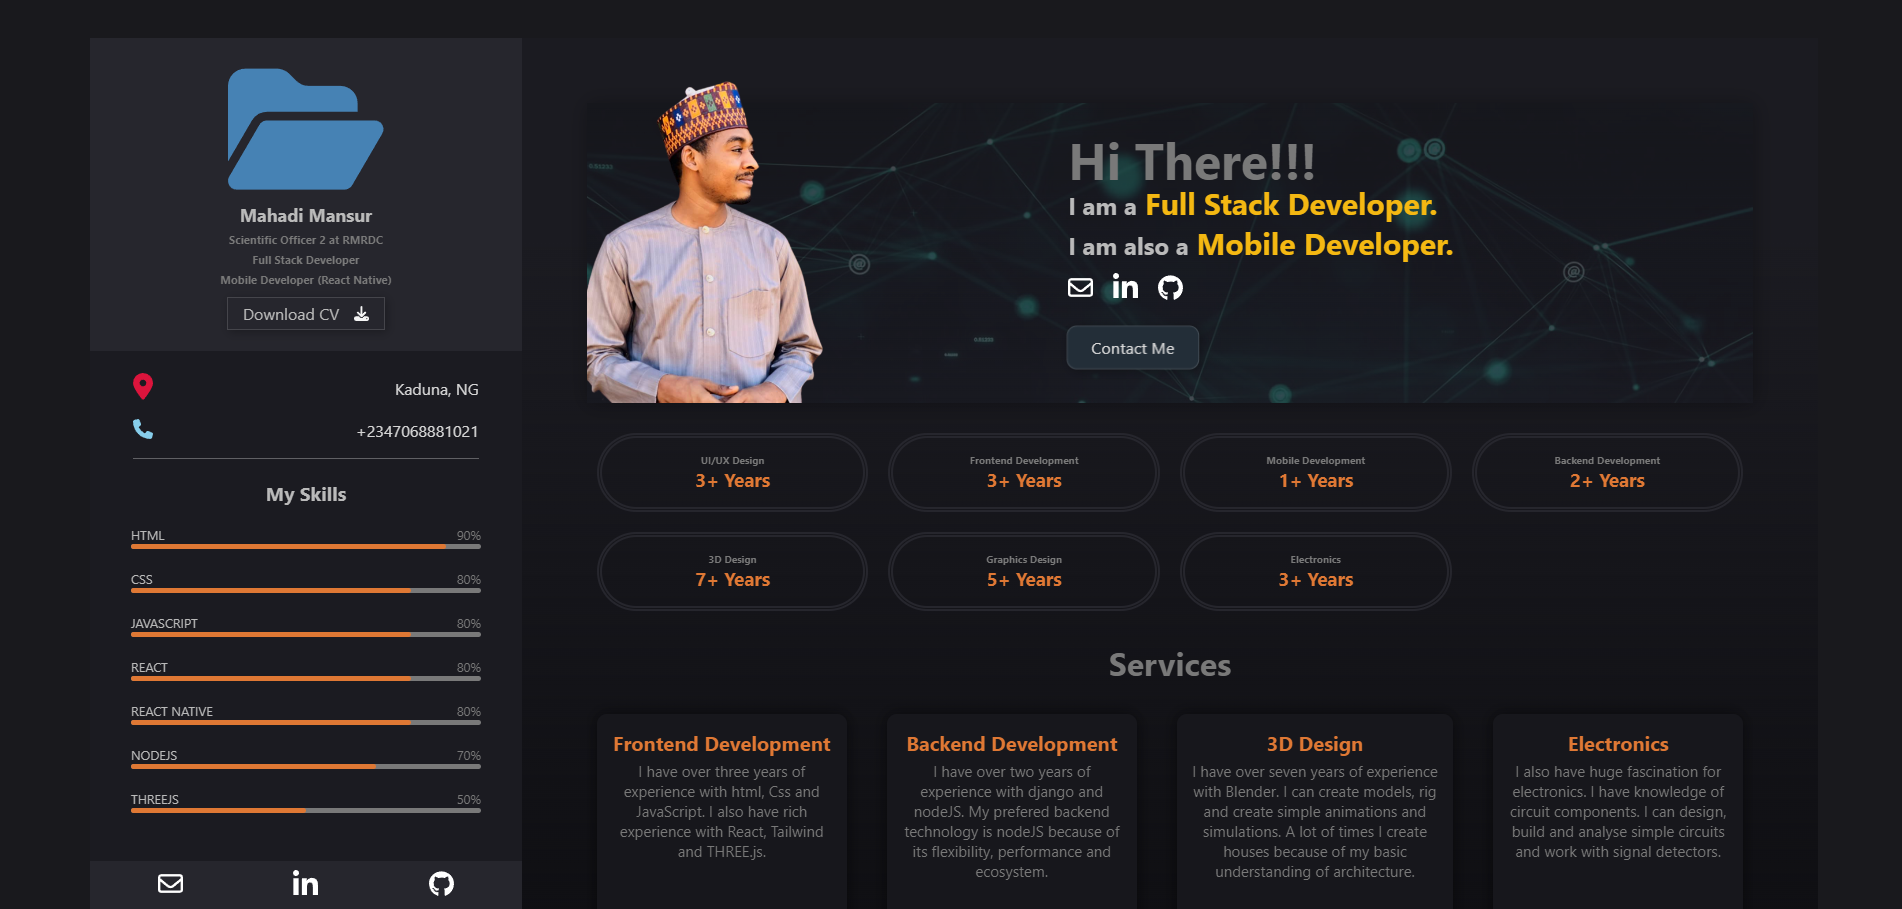 Mahadi Mansur
Scientific Officer 2 at RMRDC
Full Stack Developer
Mobile Developer (React Native)
Download CV
Kaduna, NG
+2347068881021
My Skills
HTML 90%
CSS 80%
JAVASCRIPT 80%
REACT 80%
REACT NATIVE 80%
NODEJS 70%
THREEJS 50%
Hi There!!!
I am a Full Stack Developer.
I am also a Mobile Developer.
Contact Me
UI/UX Design
3+ Years
Frontend Development
3+ Years
Mobile Development
1+ Years
Backend Development
2+ Years
3D Design
7+ Years
Graphics Design
5+ Years
Electronics
3+ Years
Services
Frontend Development
I have over three years of
experience with html, Css and
JavaScript. I also have rich
experience with React, Tailwind
and THREE.js.
Backend Development
I have over two years of
experience with django and
nodeJS. My prefered backend
technology is nodeJS because of
its flexibility, performance and
ecosystem.
3D Design
I have over seven years of experience
with Blender. I can create models, rig
and create simple animations and
simulations. A lot of times I create
houses because of my basic
understanding of architecture.
Electronics
I also have huge fascination for
electronics. I have knowledge of
circuit components. I can design,
build and analyse simple circuits
and work with signal detectors.